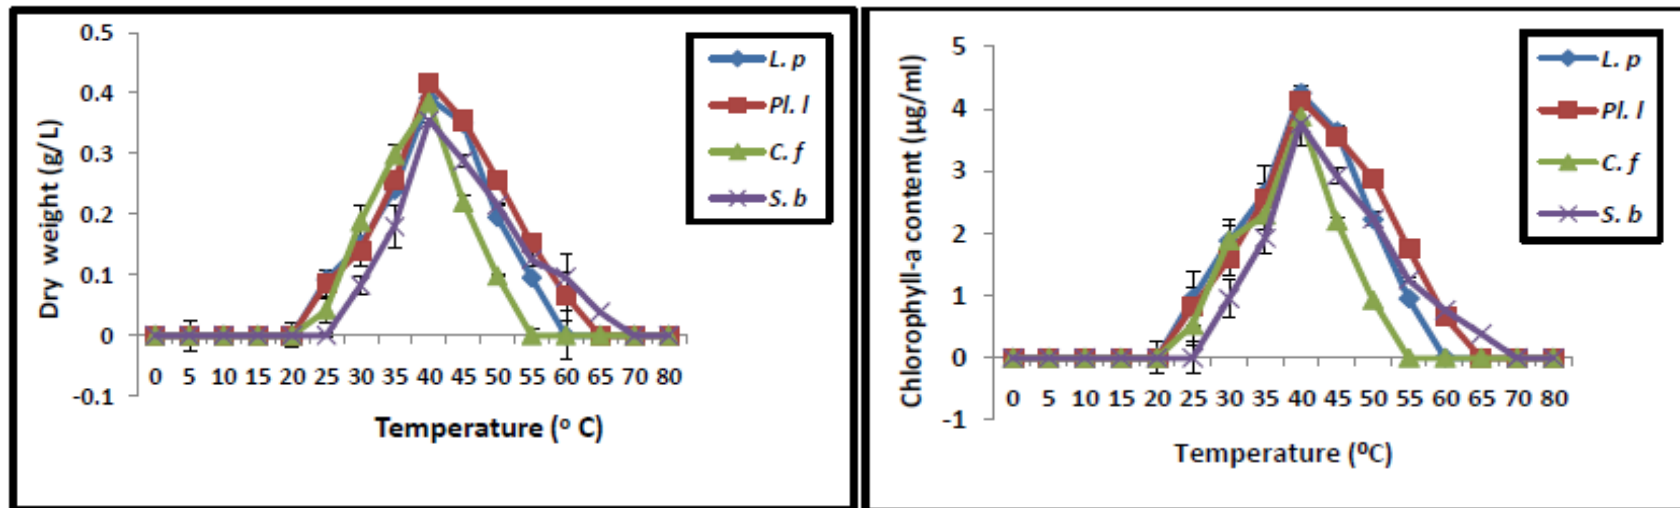 0.5
0.4
0.3
0.2
0.1
0
-0.1
Dry weight (g/L)
0 5 10 15 20 25 30 35 40 45 50 55 60 65 70 80
Temperature (° C)
L. p
Pl. l
C. f
S. b
5
4
3
2
1
0
-1
Chlorophyll-a content (µg/ml)
0 5 10 15 20 25 30 35 40 45 50 55 60 65 70 80
Temperature (⁰C)
L. p
Pl. l
C. f
S. b